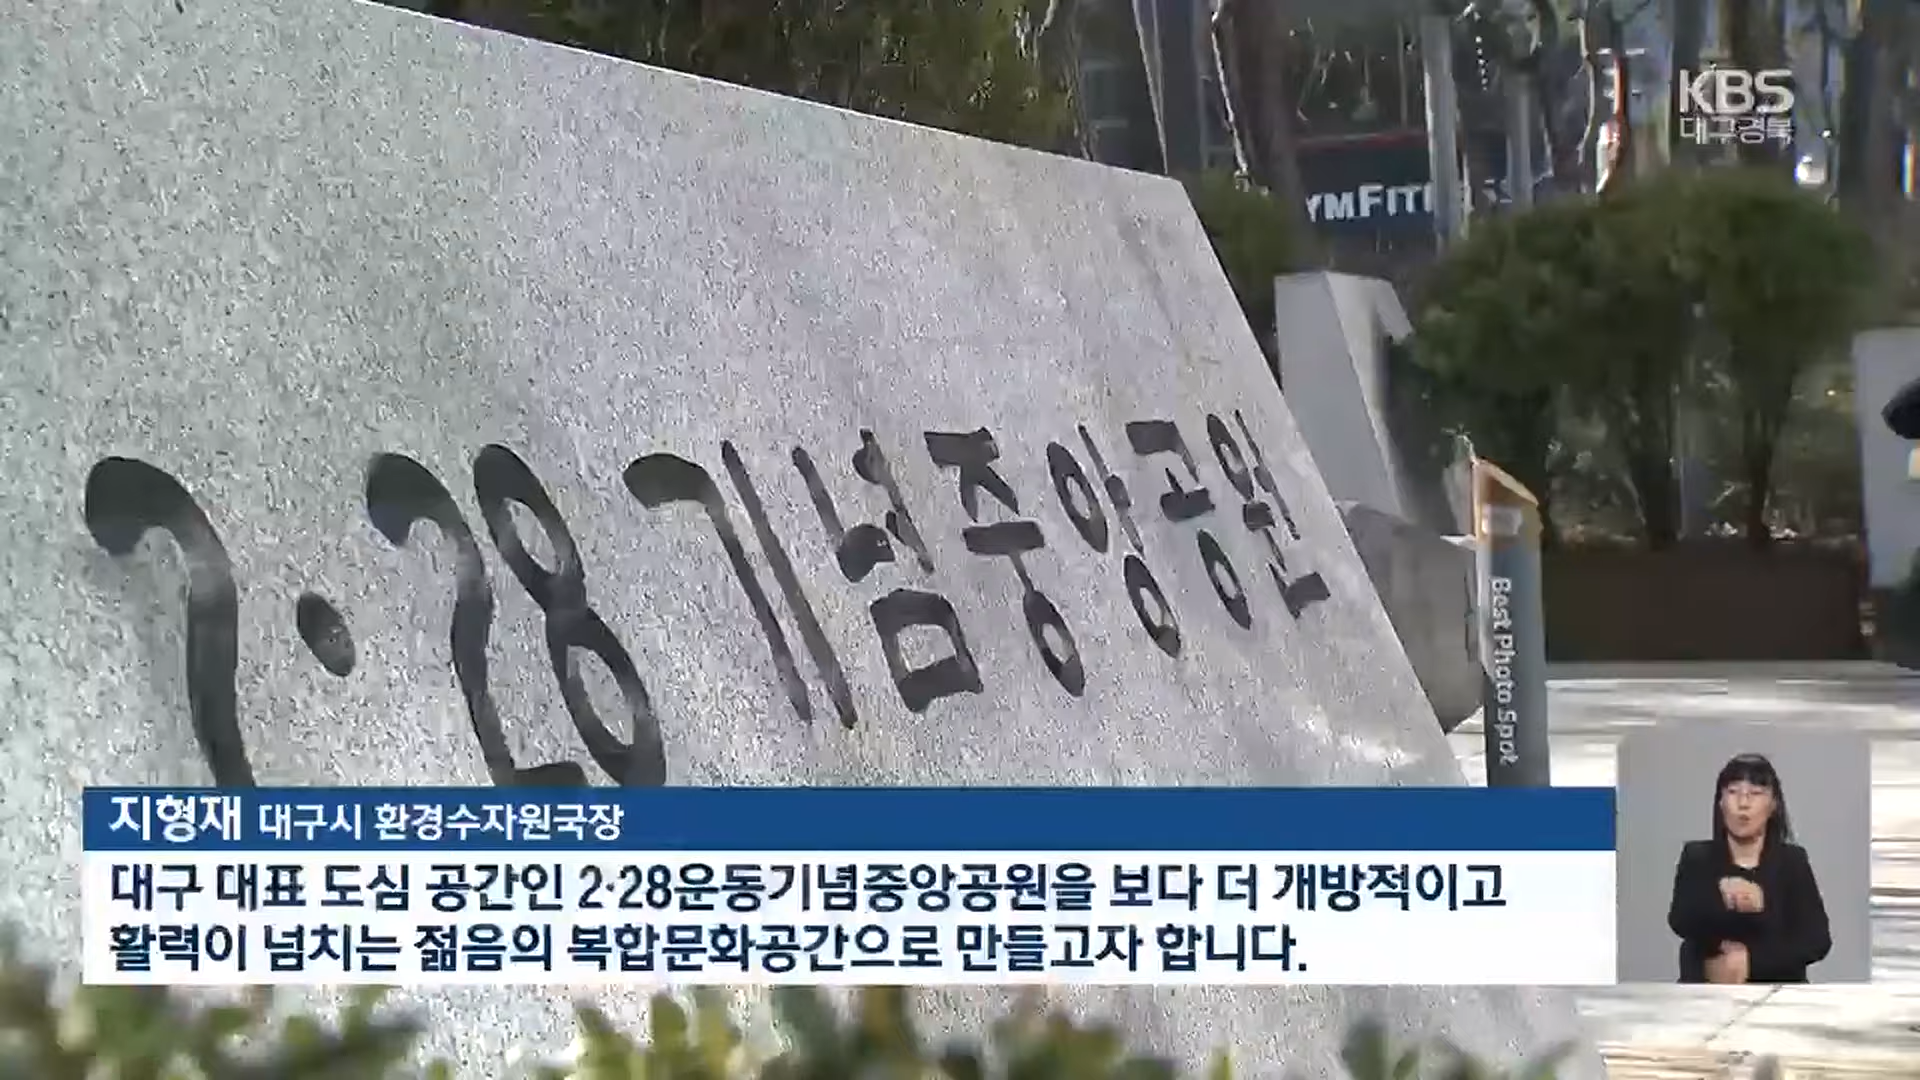 KBS
대구경북
YMFIT
2·28 기념중앙공원
Best Photo Spot
지형재 대구시 환경수자원국장
대구 대표 도심 공간인 2·28운동기념중앙공원을 보다 더 개방적이고
활력이 넘치는 젊음의 복합문화공간으로 만들고자 합니다.